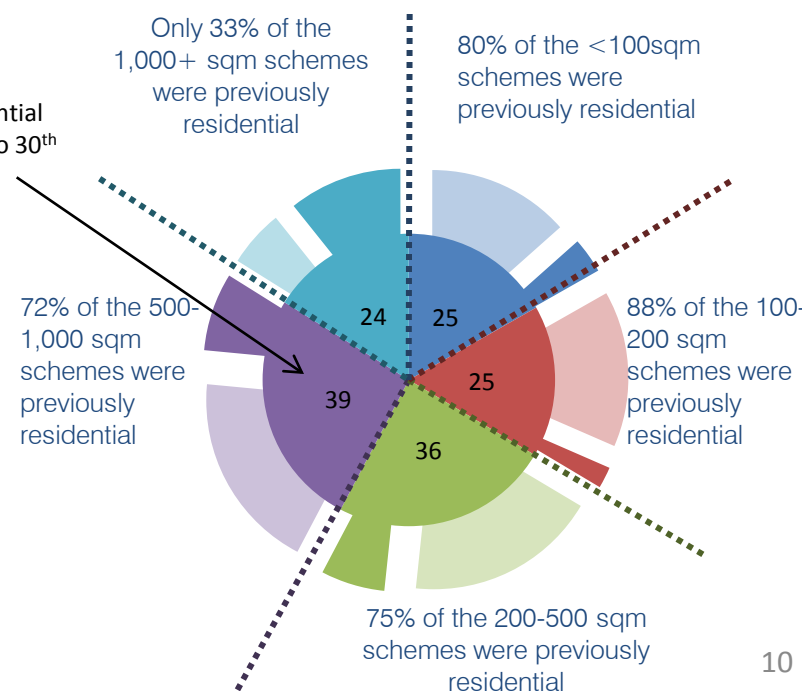 Only 33% of the
1,000+ sqm schemes
were previously
residential
80% of the <100sqm
schemes were
previously residential
ntial
o 30th
24
25
72% of the 500-
1,000 sqm
schemes were
previously
residential
88% of the 100-
200 sqm
schemes were
previously
residential
25
39
36
75% of the 200-500 sqm
schemes were previously
residential
10